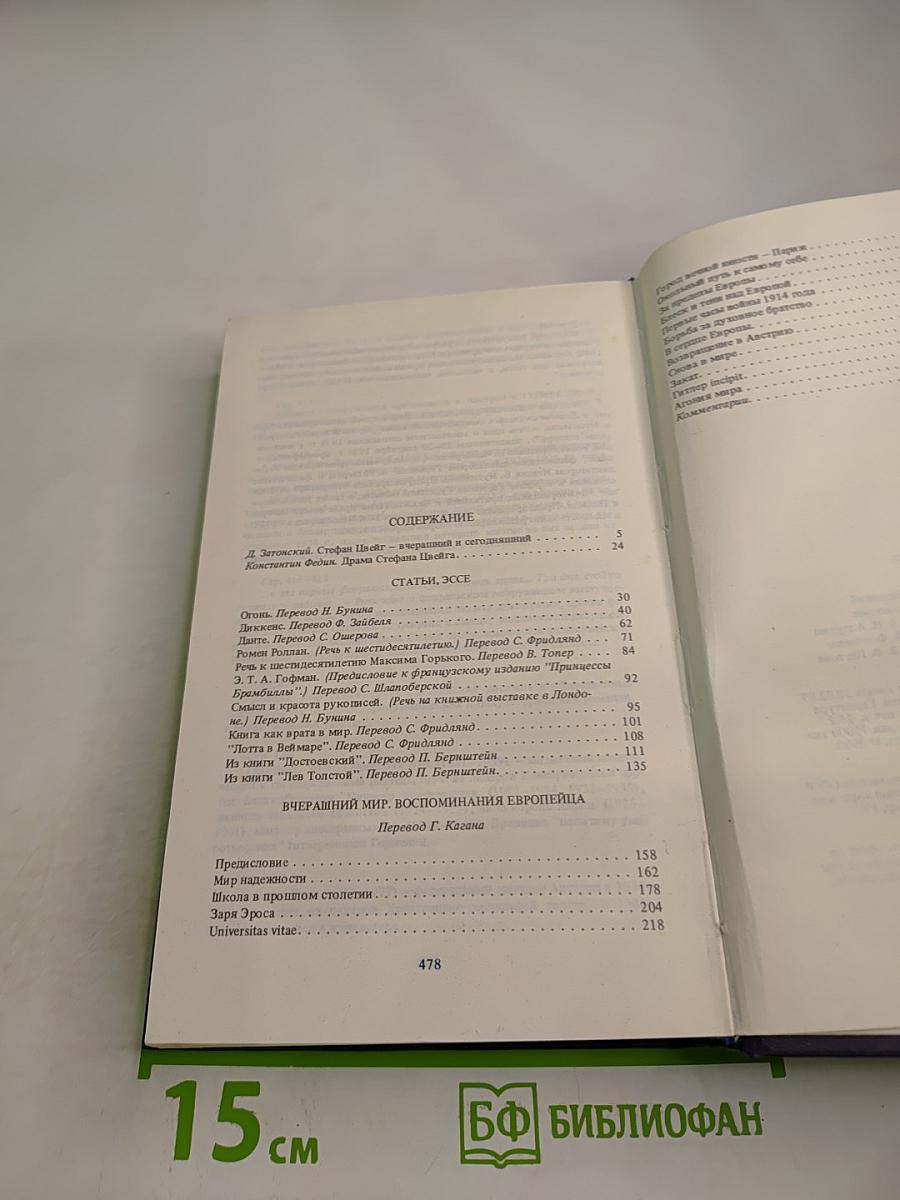 СОДЕРЖАНИЕ
Д. Затонский. Стефан Цвейг – вчерашний и сегодняшний . . . . . . . . 5
Константин Федин. Драма Стефана Цвейга. . . . . . . . . . . . . . . . . 24
СТАТЬИ, ЭССЕ
Огонь. Перевод Н. Бунина . . . . . . . . . . . . . . . . . . . . . . . . . . 30
Диккенс. Перевод Ф. Зайбеля . . . . . . . . . . . . . . . . . . . . . . . . 40
Данте. Перевод С. Ошерова . . . . . . . . . . . . . . . . . . . . . . . . . 62
Ромен Роллан. (Речь к шестидесятилетию.) Перевод С. Фридлянд . . . 71
Речь к шестидесятилетию Максима Горького. Перевод В. Топер . . . . 84
Э. Т. А. Гофман. (Предисловие к французскому изданию "Принцессы
Брамбиллы".) Перевод С. Шлапоберской . . . . . . . . . . . . . . . . . 92
Смысл и красота рукописей. (Речь на книжной выставке в Лондо-
не.) Перевод Н. Бунина . . . . . . . . . . . . . . . . . . . . . . . . . . . 95
Книга как врата в мир. Перевод С. Фридлянд . . . . . . . . . . . . . . . 101
"Лотта в Веймаре". Перевод С. Фридлянд . . . . . . . . . . . . . . . . . 108
Из книги "Достоевский". Перевод П. Бернштейн . . . . . . . . . . . . . 111
Из книги "Лев Толстой". Перевод П. Бернштейн. . . . . . . . . . . . . . 135
ВЧЕРАШНИЙ МИР. ВОСПОМИНАНИЯ ЕВРОПЕЙЦА
Перевод Г. Кагана
Предисловие . . . . . . . . . . . . . . . . . . . . . . . . . . . . . . . . 158
Мир надежности . . . . . . . . . . . . . . . . . . . . . . . . . . . . . . 162
Школа в прошлом столетии . . . . . . . . . . . . . . . . . . . . . . . . 178
Заря Эроса . . . . . . . . . . . . . . . . . . . . . . . . . . . . . . . . . 204
Universitas vitae. . . . . . . . . . . . . . . . . . . . . . . . . . . . . . . 218
478
Город вечной юности – Париж
Окольный путь к самому себе
За пределы Европы
Блеск и тени над Европой
Первые часы войны 1914 года
Борьба за духовное братство
В сердце Европы.
Возвращение в Австрию
Снова в мире
Закат
Гитлер incipit
Агония мира
Комментарии.
15 см
БФ БИБЛИОФАН